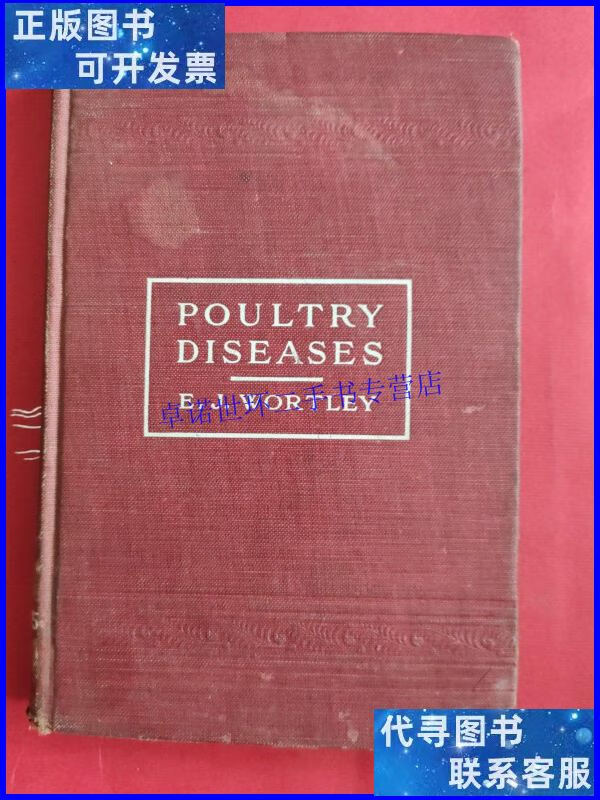 正版图书
可开发票
POULTRY
DISEASES
E.J. WORTLEY
卓诺世环二手书专营店
代寻图书
联系客服